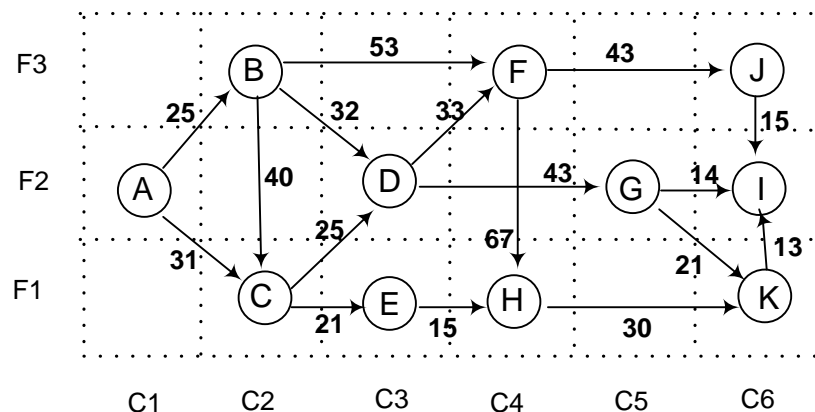 F3 B 53 F 43 J
25 32 33 15
F2 A 40 D 43 G 14 I
31 25 67 21 13
F1 C 21 E 15 H 30 K
C1 C2 C3 C4 C5 C6